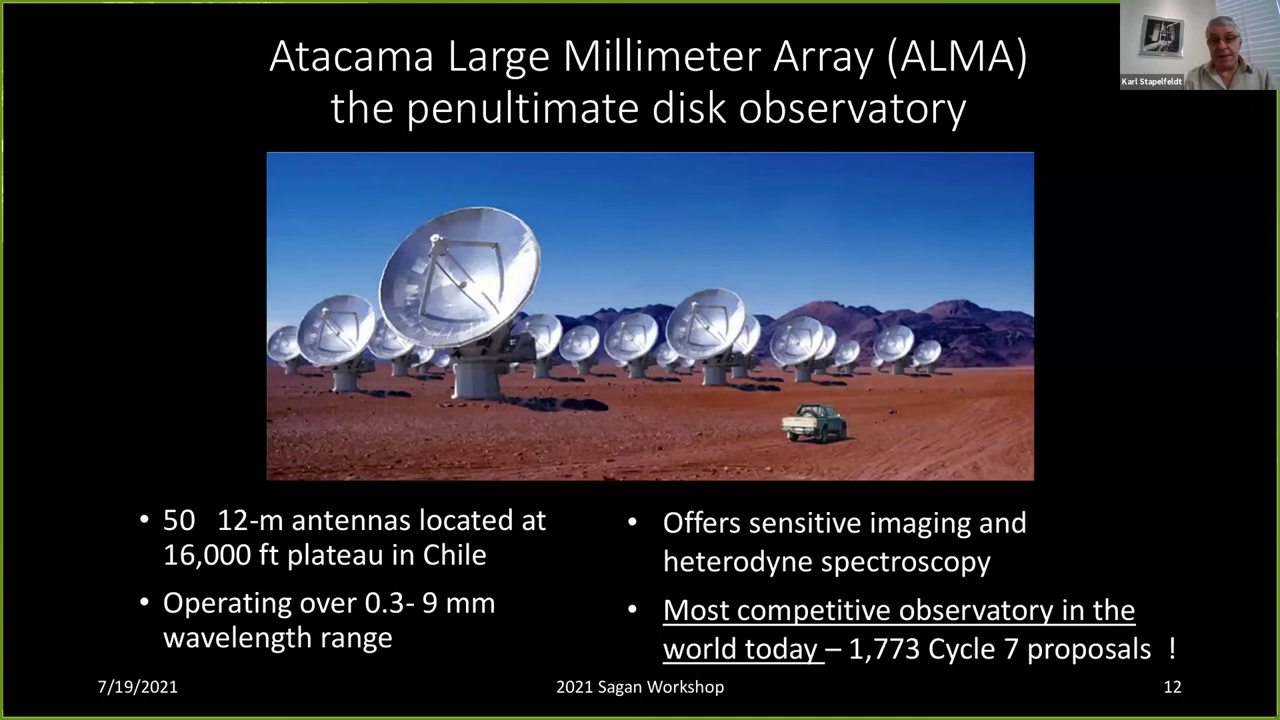 Atacama Large Millimeter Array (ALMA)
the penultimate disk observatory
Karl Stapelfeldt
• 50 12-m antennas located at
16,000 ft plateau in Chile
• Operating over 0.3- 9 mm
wavelength range
• Offers sensitive imaging and
heterodyne spectroscopy
• Most competitive observatory in the
world today – 1,773 Cycle 7 proposals !
7/19/2021
2021 Sagan Workshop
12